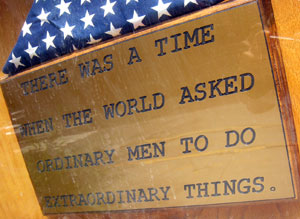 THERE WAS A TIME
WHEN THE WORLD ASKED
ORDINARY MEN TO DO
EXTRAORDINARY THINGS.